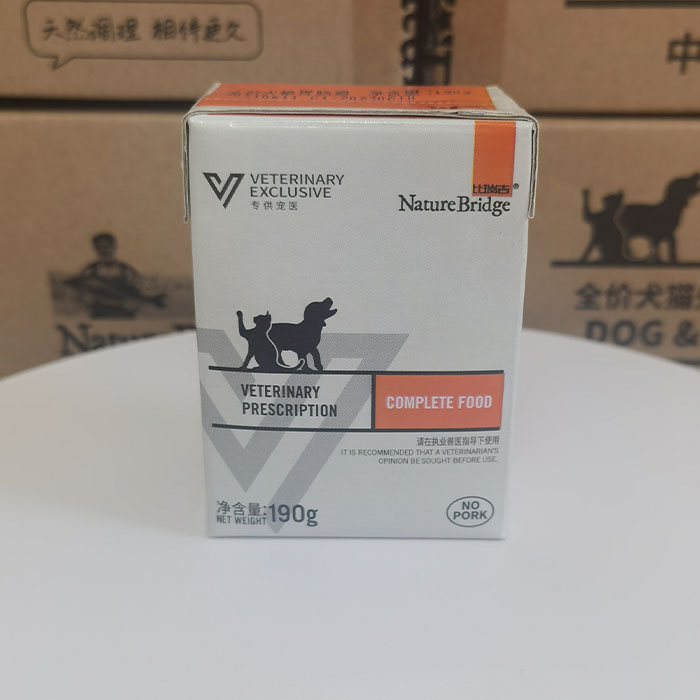 天然调理 相伴更久
中
VETERINARY
EXCLUSIVE
专供宠医
比瑞吉®
NatureBridge
全价犬猫
DOG &
VETERINARY
PRESCRIPTION
COMPLETE FOOD
请在执业兽医指导下使用
IT IS RECOMMENDED THAT A VETERINARIAN'S
OPINION BE SOUGHT BEFORE USE.
净含量:
NET WEIGHT 190g
NO
PORK